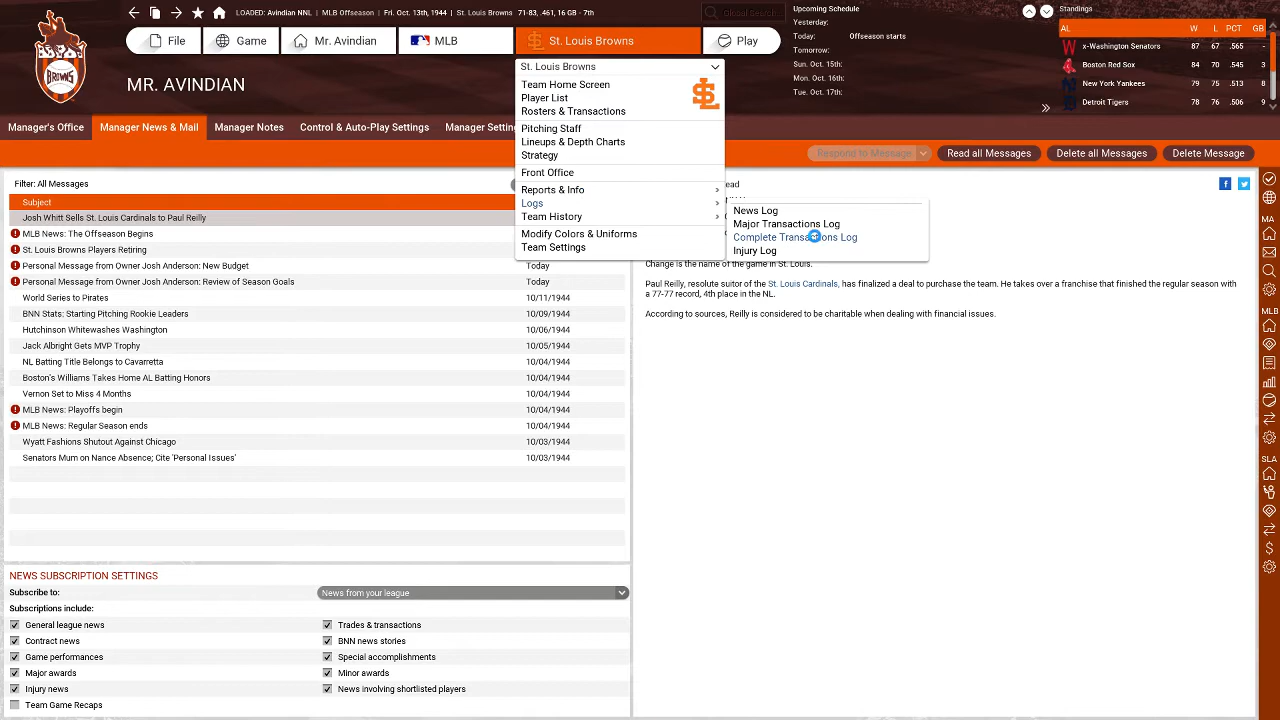 LOADED: Avindian NNL | MLB Offseason | Fri. Oct. 13th, 1944 | St. Louis Browns 71-83, .461, 16 GB - 7th
Global Search...
File
Game
Mr. Avindian
MLB
St. Louis Browns
Play
BROWNS
MR. AVINDIAN
Upcoming Schedule
Yesterday:
Today: Offseason starts
Tomorrow:
Sun. Oct. 15th:
Mon. Oct. 16th:
Tue. Oct. 17th:
Standings
AL W L PCT GB
x-Washington Senators 87 67 .565 -
Boston Red Sox 84 70 .545 3
New York Yankees 79 75 .513 8
Detroit Tigers 78 76 .506 9
Manager's Office
Manager News & Mail
Manager Notes
Control & Auto-Play Settings
Manager Setting
St. Louis Browns
Team Home Screen
Player List
Rosters & Transactions
Pitching Staff
Lineups & Depth Charts
Strategy
Front Office
Reports & Info
Logs
Team History
Modify Colors & Uniforms
Team Settings
News Log
Major Transactions Log
Complete Transactions Log
Injury Log
Respond to Message
Read all Messages
Delete all Messages
Delete Message
Filter: All Messages
Subject
Josh Whitt Sells St. Louis Cardinals to Paul Reilly
MLB News: The Offseason Begins
St. Louis Browns Players Retiring
Personal Message from Owner Josh Anderson: New Budget Today
Personal Message from Owner Josh Anderson: Review of Season Goals Today
World Series to Pirates 10/11/1944
BNN Stats: Starting Pitching Rookie Leaders 10/09/1944
Hutchinson Whitewashes Washington 10/06/1944
Jack Albright Gets MVP Trophy 10/05/1944
NL Batting Title Belongs to Cavarretta 10/04/1944
Boston's Williams Takes Home AL Batting Honors 10/04/1944
Vernon Set to Miss 4 Months 10/04/1944
MLB News: Playoffs begin 10/04/1944
MLB News: Regular Season ends 10/04/1944
Wyatt Fashions Shutout Against Chicago 10/03/1944
Senators Mum on Nance Absence; Cite 'Personal Issues' 10/03/1944
ead
Change is the name of the game in St. Louis.
Paul Reilly, resolute suitor of the St. Louis Cardinals, has finalized a deal to purchase the team. He takes over a franchise that finished the regular season with
a 77-77 record, 4th place in the NL.
According to sources, Reilly is considered to be charitable when dealing with financial issues.
NEWS SUBSCRIPTION SETTINGS
Subscribe to: News from your league
Subscriptions include:
General league news Trades & transactions
Contract news BNN news stories
Game performances Special accomplishments
Major awards Minor awards
Injury news News involving shortlisted players
Team Game Recaps
MA
MLB
SLA